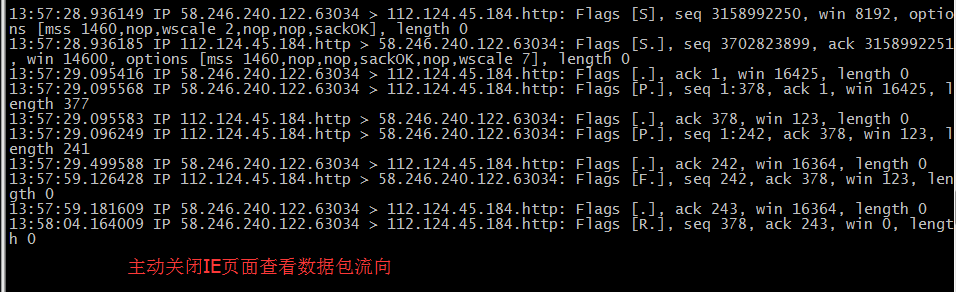 13:57:28.936149 IP 58.246.240.122.63034 > 112.124.45.184.http: Flags [S], seq 3158992250, win 8192, optio
ns [mss 1460,nop,wscale 2,nop,nop,sackOK], length 0
13:57:28.936185 IP 112.124.45.184.http > 58.246.240.122.63034: Flags [S.], seq 3702823899, ack 3158992251
, win 14600, options [mss 1460,nop,nop,sackOK,nop,wscale 7], length 0
13:57:29.095416 IP 58.246.240.122.63034 > 112.124.45.184.http: Flags [.], ack 1, win 16425, length 0
13:57:29.095568 IP 58.246.240.122.63034 > 112.124.45.184.http: Flags [P.], seq 1:378, ack 1, win 16425, l
ength 377
13:57:29.095583 IP 112.124.45.184.http > 58.246.240.122.63034: Flags [.], ack 378, win 123, length 0
13:57:29.096249 IP 112.124.45.184.http > 58.246.240.122.63034: Flags [P.], seq 1:242, ack 378, win 123, l
ength 241
13:57:29.499588 IP 58.246.240.122.63034 > 112.124.45.184.http: Flags [.], ack 242, win 16364, length 0
13:57:59.126428 IP 112.124.45.184.http > 58.246.240.122.63034: Flags [F.], seq 242, ack 378, win 123, len
gth 0
13:57:59.181609 IP 58.246.240.122.63034 > 112.124.45.184.http: Flags [.], ack 243, win 16364, length 0
13:58:04.164009 IP 58.246.240.122.63034 > 112.124.45.184.http: Flags [R.], seq 378, ack 243, win 0, lengt
h 0
主动关闭IE页面查看数据包流向